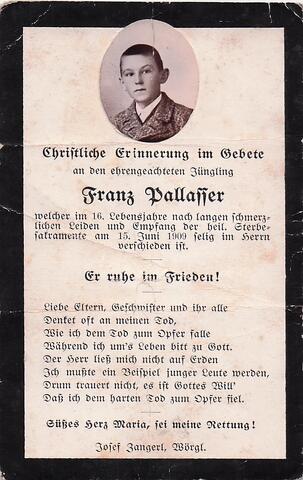 Christliche Erinnerung im Gebete
an den ehrengeachteten Jüngling
Franz Pallasser
welcher im 16. Lebensjahre nach langen schmerz-
lichen Leiden und Empfang der heil. Sterbe-
sakramente am 15. Juni 1909 selig im Herrn
verschieden ist.
Er ruhe im Frieden!
Liebe Eltern, Geschwister und ihr alle
Denket oft an meinen Tod,
Wie ich dem Tod zum Opfer falle
Während ich um's Leben bitt zu Gott.
Der Herr ließ mich nicht auf Erden
Ich mußte ein Beispiel junger Leute werden,
Drum trauert nicht, es ist Gottes Will'
Daß ich dem harten Tod zum Opfer fiel.
Süßes Herz Maria, sei meine Rettung!
Josef Zangerl, Wörgl.